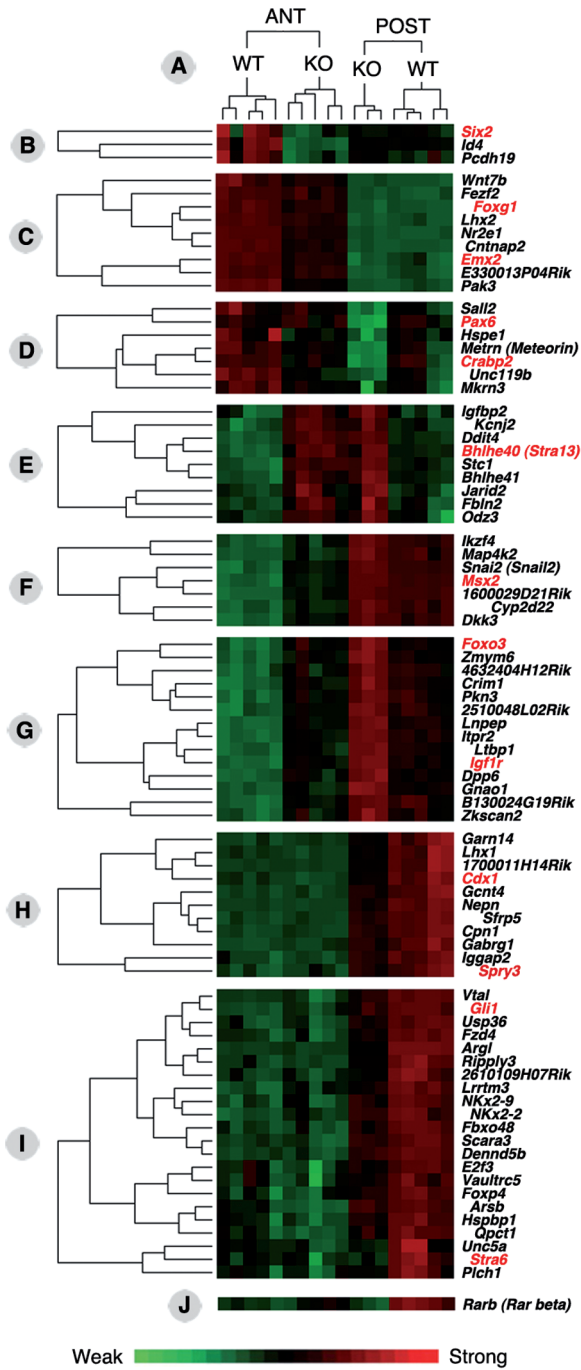 ANT
POST
A WT KO KO WT
B
Six2
Id4
Pcdh19
C
Wnt7b
Fezf2
Foxg1
Lhx2
Nr2e1
Cntnap2
Emx2
E330013P04Rik
Pak3
D
Sall2
Pax6
Hspe1
Metrn (Meteorin)
Crabp2
Unc119b
Mkrn3
E
Igfbp2
Kcnj2
Ddit4
Bhlhe40 (Stra13)
Stc1
Bhlhe41
Jarid2
Fbln2
Odz3
F
Ikzf4
Map4k2
Snai2 (Snail2)
Msx2
1600029D21Rik
Cyp2d22
Dkk3
G
Foxo3
Zmym6
4632404H12Rik
Crim1
Pkn3
2510048L02Rik
Lnpep
Itpr2
Ltbp1
Igf1r
Dpp6
Gnao1
B130024G19Rik
Zkscan2
H
Garn14
Lhx1
1700011H14Rik
Cdx1
Gcnt4
Nepn
Sfrp5
Cpn1
Gabrg1
Iggap2
Spry3
I
Vtal
Gli1
Usp36
Fzd4
Argl
Ripply3
2610109H07Rik
Lrrtm3
NKx2-9
NKx2-2
Fbxo48
Scara3
Dennd5b
E2f3
Vaultrc5
Foxp4
Arsb
Hspbp1
Qpct1
Unc5a
Stra6
Plch1
J
Rarb (Rar beta)
Weak Strong